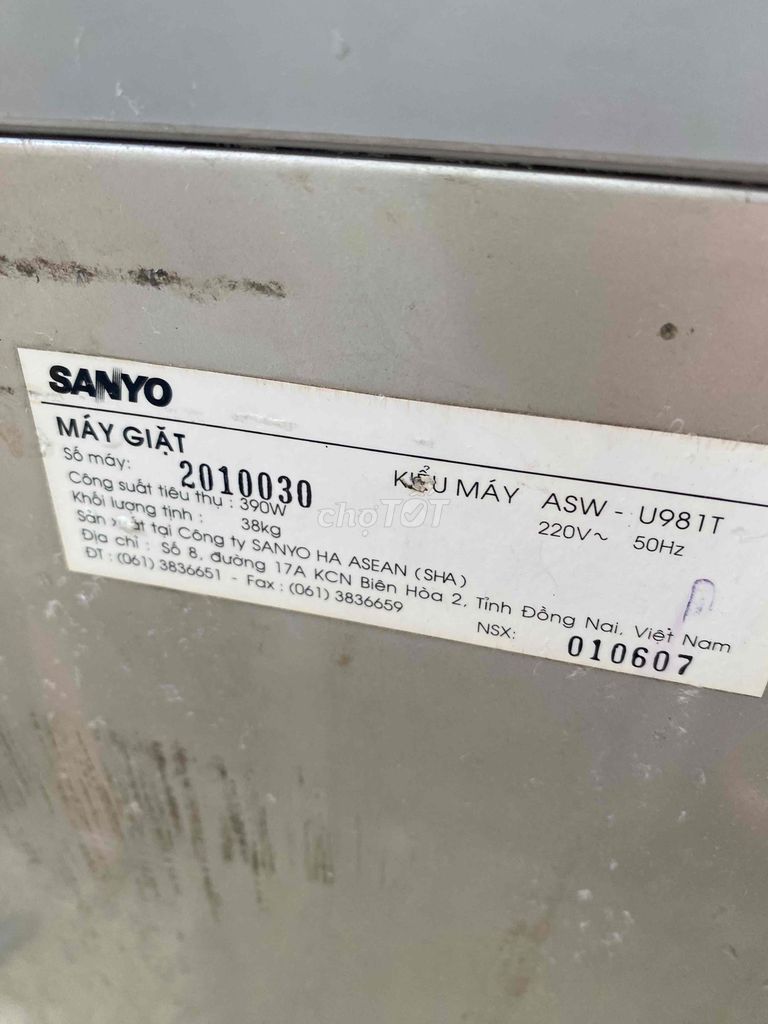 SANYO
MÁY GIẶT
KIỂU MÁY ASW - U981T
Số máy: 2010030
220V~ 50Hz
Công suất tiêu thụ : 390W
Khối lượng tịnh : 38kg
Sản xuất tại Công ty SANYO HA ASEAN (SHA)
Địa chỉ : Số 8, đường 17A KCN Biên Hòa 2, Tỉnh Đồng Nai, Việt Nam
ĐT : (061) 3836651 - Fax : (061) 3836659
NSX: 010607
chợTỐT